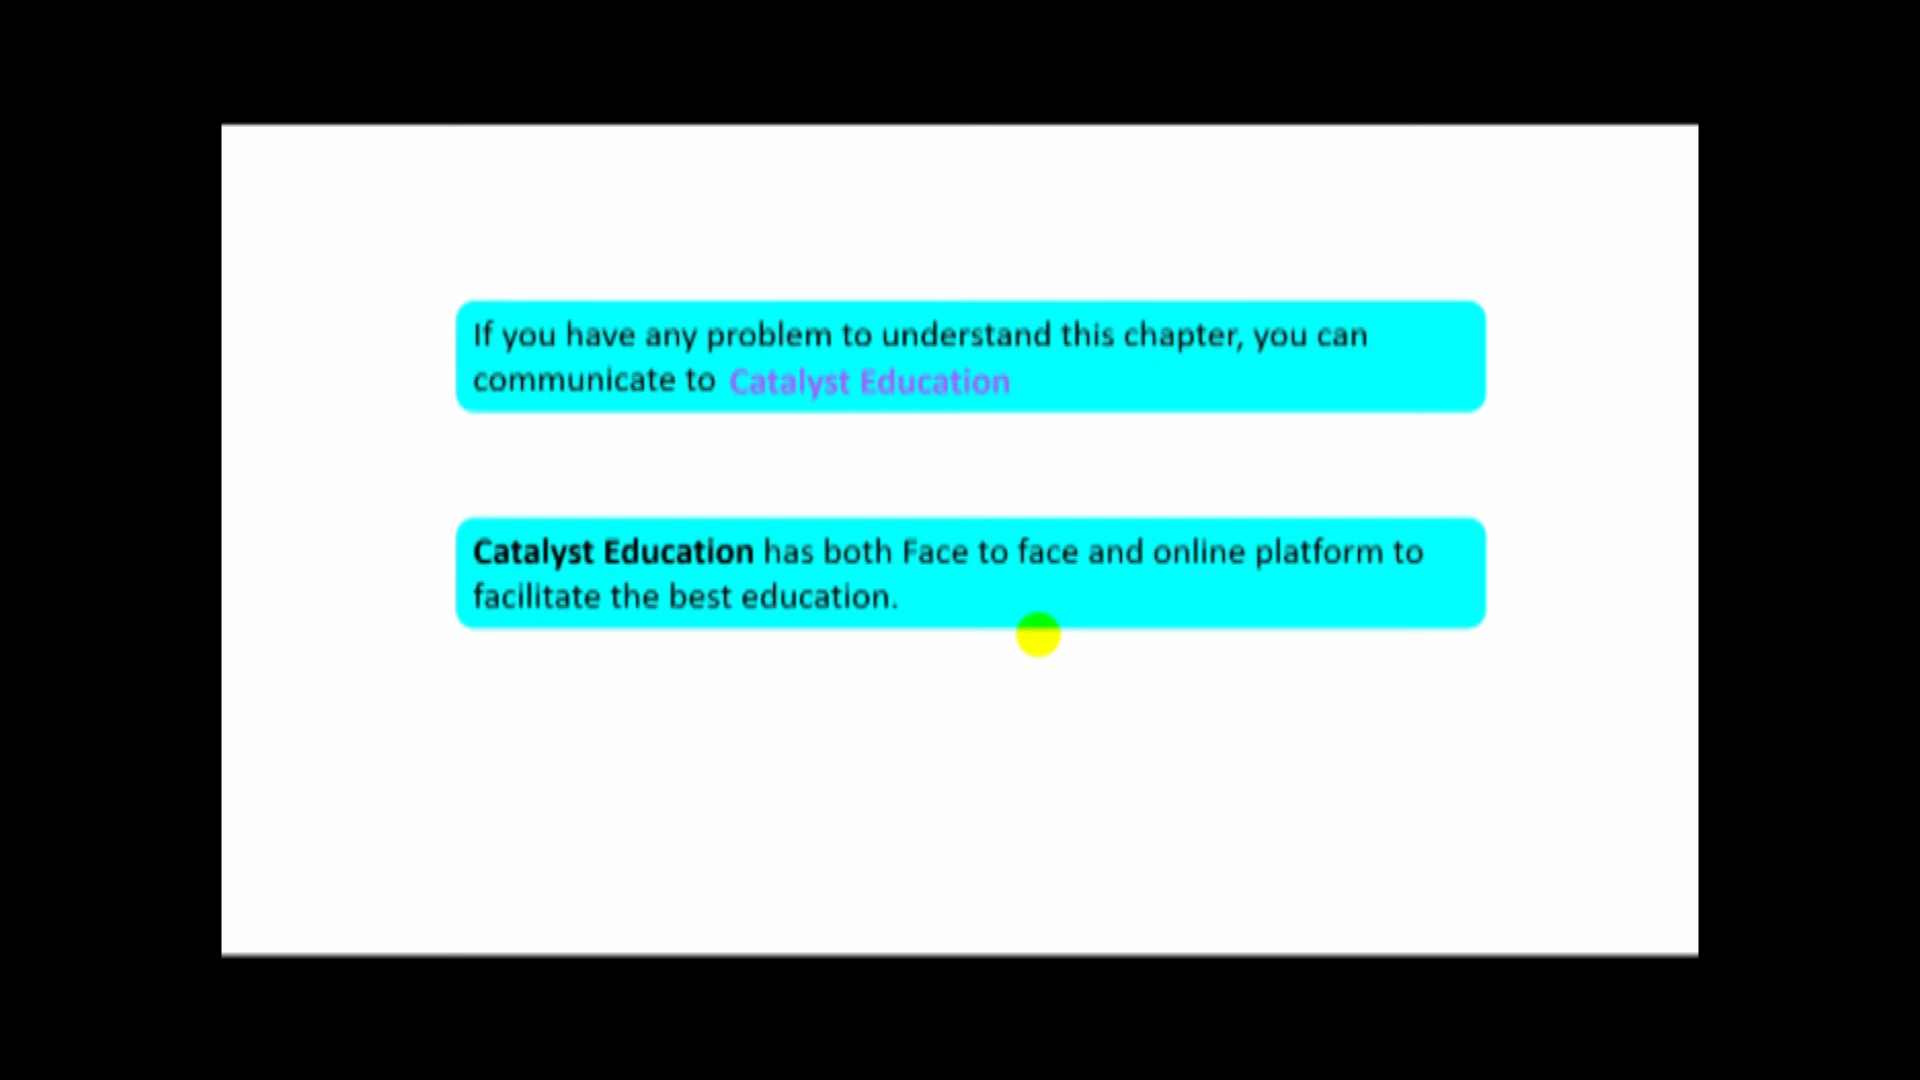 If you have any problem to understand this chapter, you can
communicate to Catalyst Education
Catalyst Education has both Face to face and online platform to
facilitate the best education.